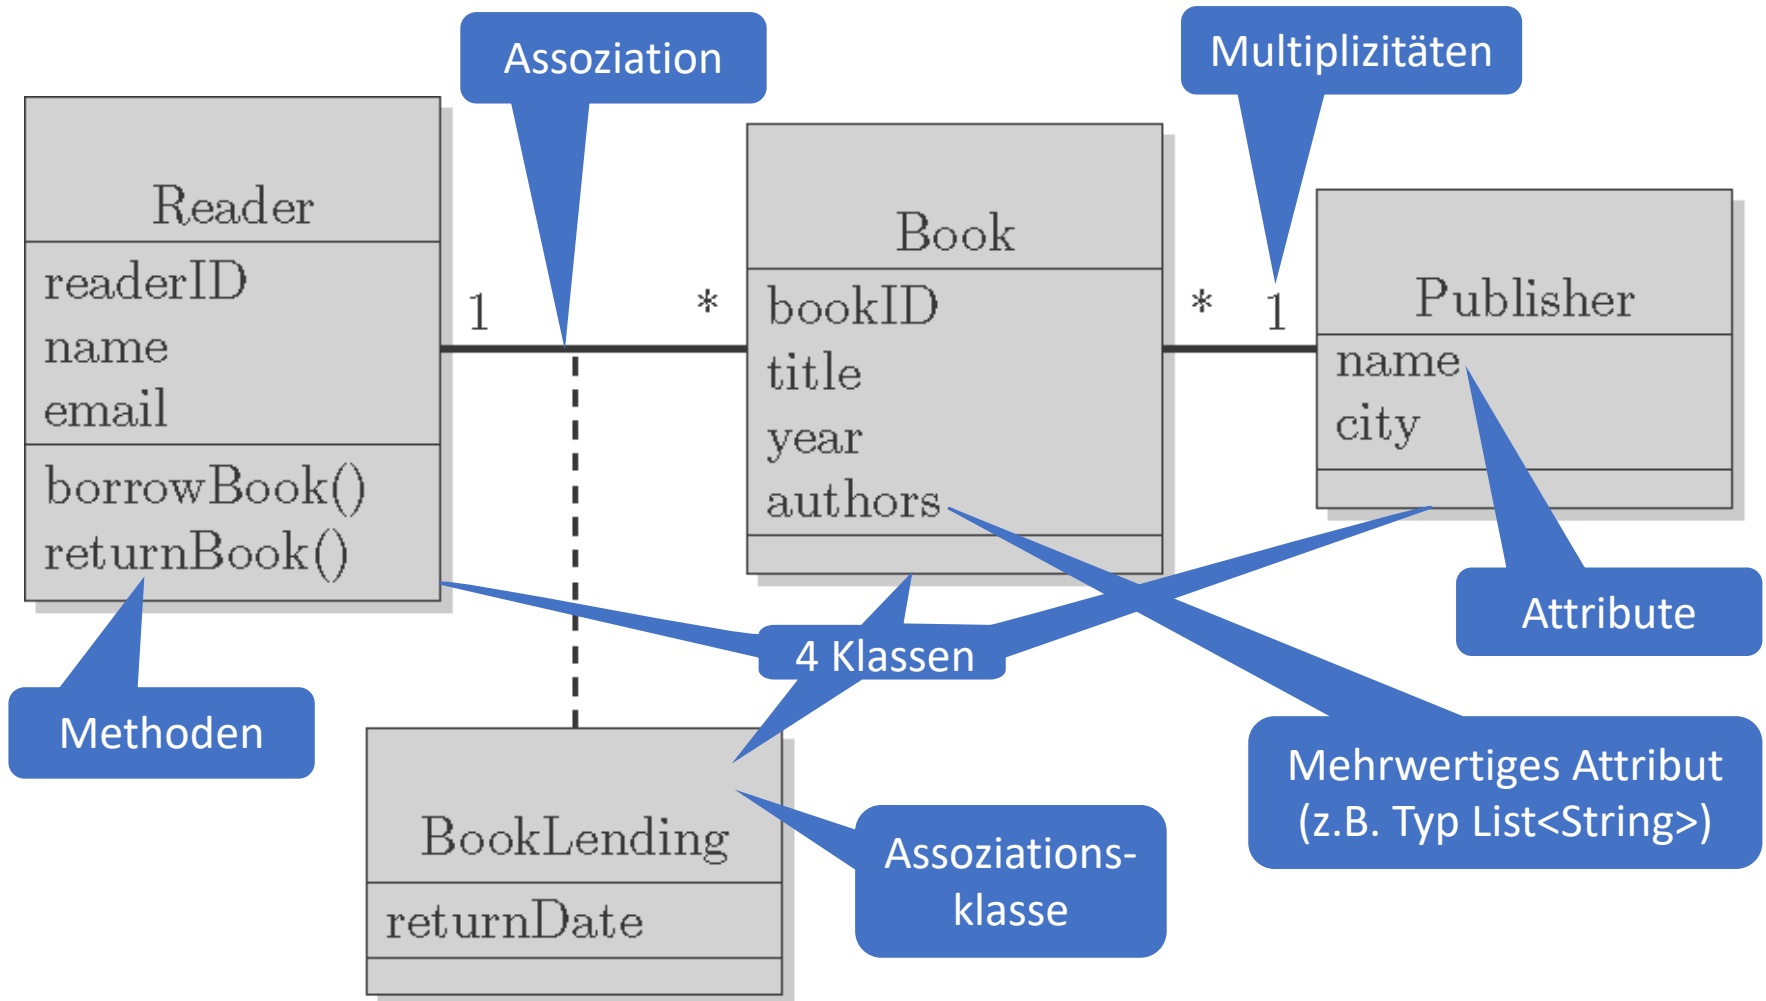 Assoziation
Multiplizitäten
Reader
readerID
name
email
borrowBook()
returnBook()
1
*
Book
bookID
title
year
authors
*
1
Publisher
name
city
Attribute
4 Klassen
Methoden
Mehrwertiges Attribut
(z.B. Typ List<String>)
BookLending
returnDate
Assoziations-
klasse